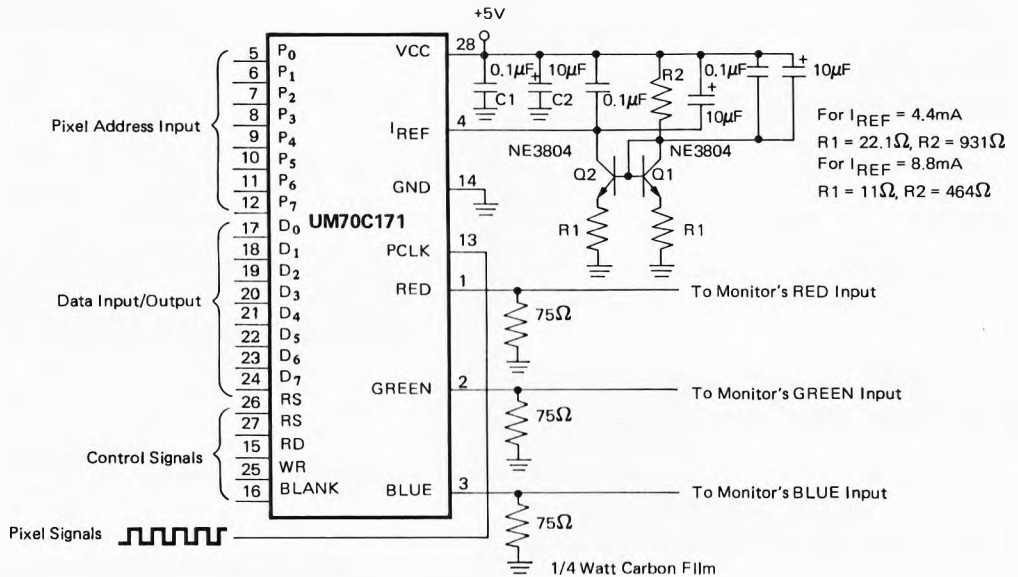 +5V
UM70C171
Pixel Address Input
5 P0
6 P1
7 P2
8 P3
9 P4
10 P5
11 P6
12 P7
Data Input/Output
17 D0
18 D1
19 D2
20 D3
21 D4
22 D5
23 D6
24 D7
Control Signals
26 RS
27 RS
15 RD
25 WR
16 BLANK
Pixel Signals
VCC 28
IREF 4
GND 14
PCLK 13
RED 1
GREEN 2
BLUE 3
0.1μF
C1
10μF
+
C2
0.1μF
R2
+
10μF
0.1μF
+
10μF
NE3804
NE3804
Q2
Q1
R1
R1
For IREF = 4.4mA
R1 = 22.1Ω, R2 = 931Ω
For IREF = 8.8mA
R1 = 11Ω, R2 = 464Ω
To Monitor's RED Input
75Ω
To Monitor's GREEN Input
75Ω
To Monitor's BLUE Input
75Ω
1/4 Watt Carbon FIlm